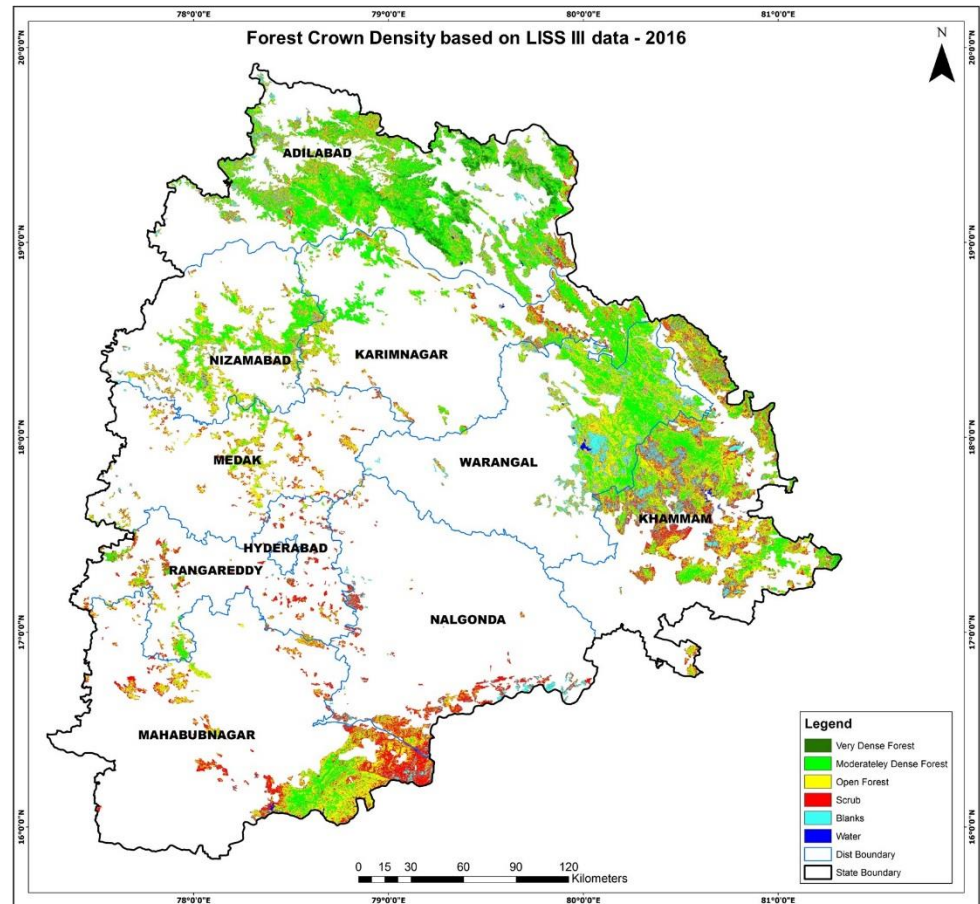 Forest Crown Density based on LISS III data - 2016
78°0'0"E 79°0'0"E 80°0'0"E 81°0'0"E
20°0'0"N
20°0'0"N
N
ADILABAD
19°0'0"N
19°0'0"N
NIZAMABAD
KARIMNAGAR
18°0'0"N
18°0'0"N
MEDAK
WARANGAL
KHAMMAM
HYDERABAD
RANGAREDDY
NALGONDA
17°0'0"N
17°0'0"N
MAHABUBNAGAR
16°0'0"N
16°0'0"N
Legend
Very Dense Forest
Moderateley Dense Forest
Open Forest
Scrub
Blanks
Water
Dist Boundary
State Boundary
0 15 30 60 90 120
Kilometers
78°0'0"E 79°0'0"E 80°0'0"E 81°0'0"E